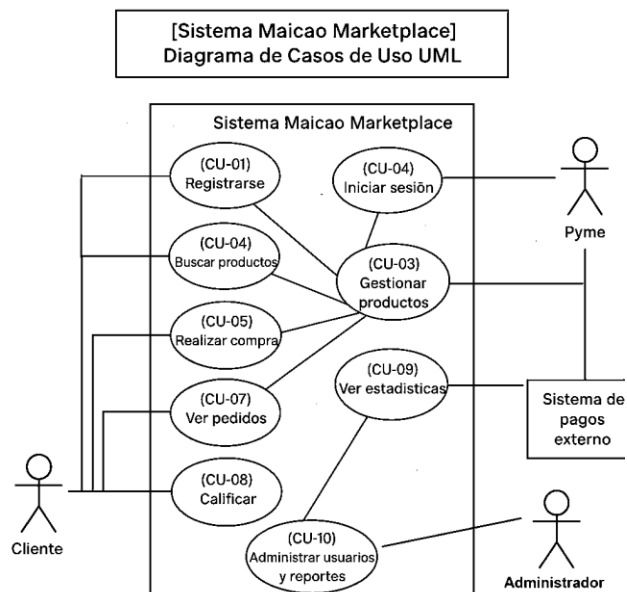 [Sistema Maicao Marketplace]
Diagrama de Casos de Uso UML
Sistema Maicao Marketplace
(CU-01)
Registrarse
(CU-04)
Iniciar sesión
Pyme
(CU-04)
Buscar productos
(CU-03)
Gestionar
productos
(CU-05)
Realizar compra
(CU-09)
Ver estadisticas
Sistema de
pagos
externo
(CU-07)
Ver pedidos
(CU-08)
Calificar
Cliente
(CU-10)
Administrar usuarios
y reportes
Administrador